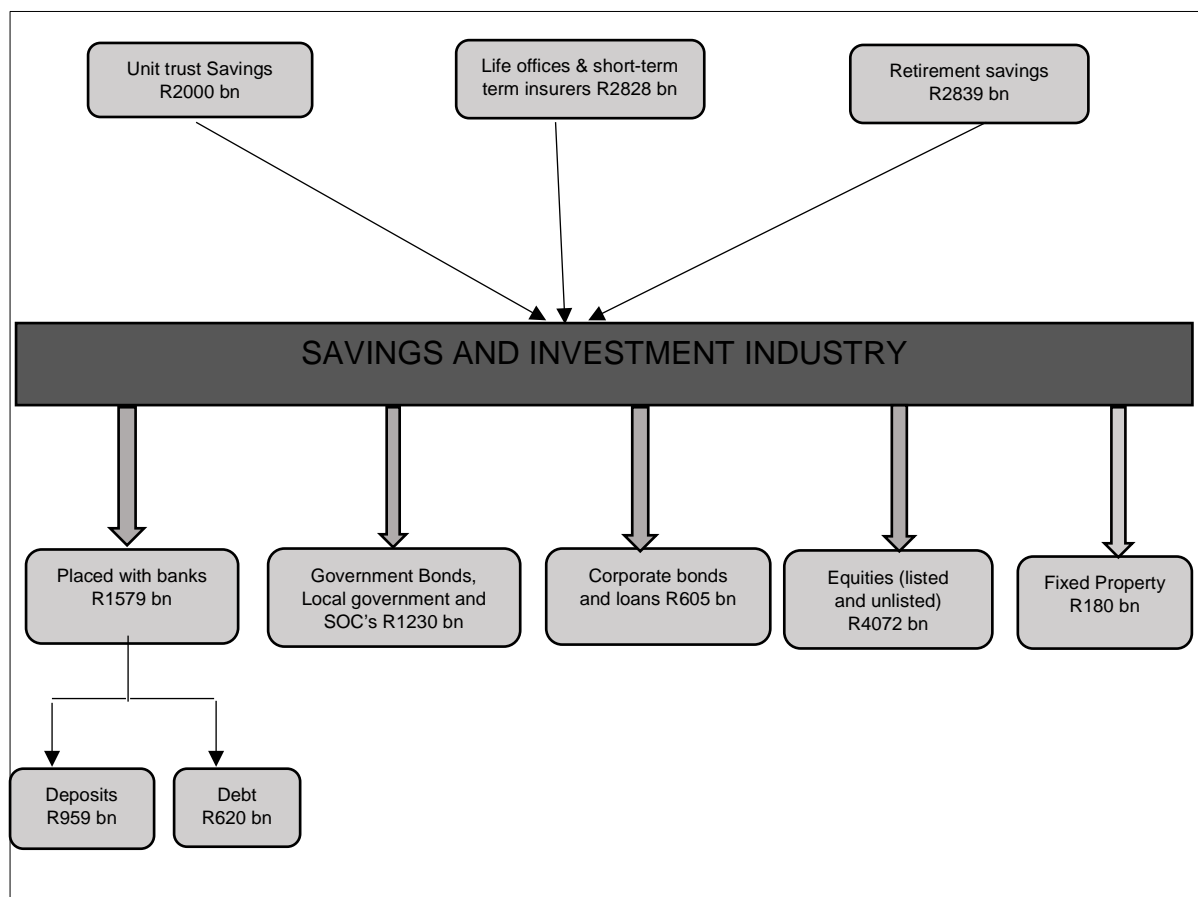 Unit trust Savings
R2000 bn
Life offices & short-
term insurers R2828 bn
Retirement savings
R2839 bn
SAVINGS AND INVESTMENT INDUSTRY
Placed with banks
R1579 bn
Government Bonds,
Local government and
SOC's R1230 bn
Corporate bonds
and loans R605 bn
Equities (listed
and unlisted)
R4072 bn
Fixed Property
R180 bn
Deposits
R959 bn
Debt
R620 bn